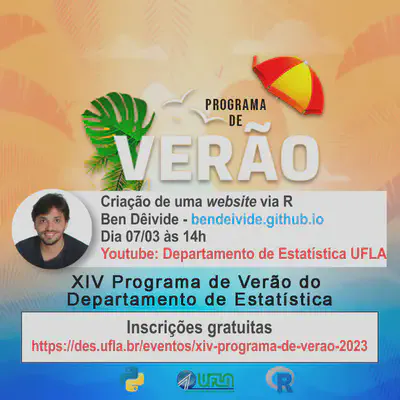 PROGRAMA
DE
VERÃO
Criação de uma website via R
Ben Dêivide - bendeivide.github.io
Dia 07/03 às 14h
Youtube: Departamento de Estatística UFLA
XIV Programa de Verão do
Departamento de Estatística
Inscrições gratuitas
https://des.ufla.br/eventos/xiv-programa-de-verao-2023
UFLA
R